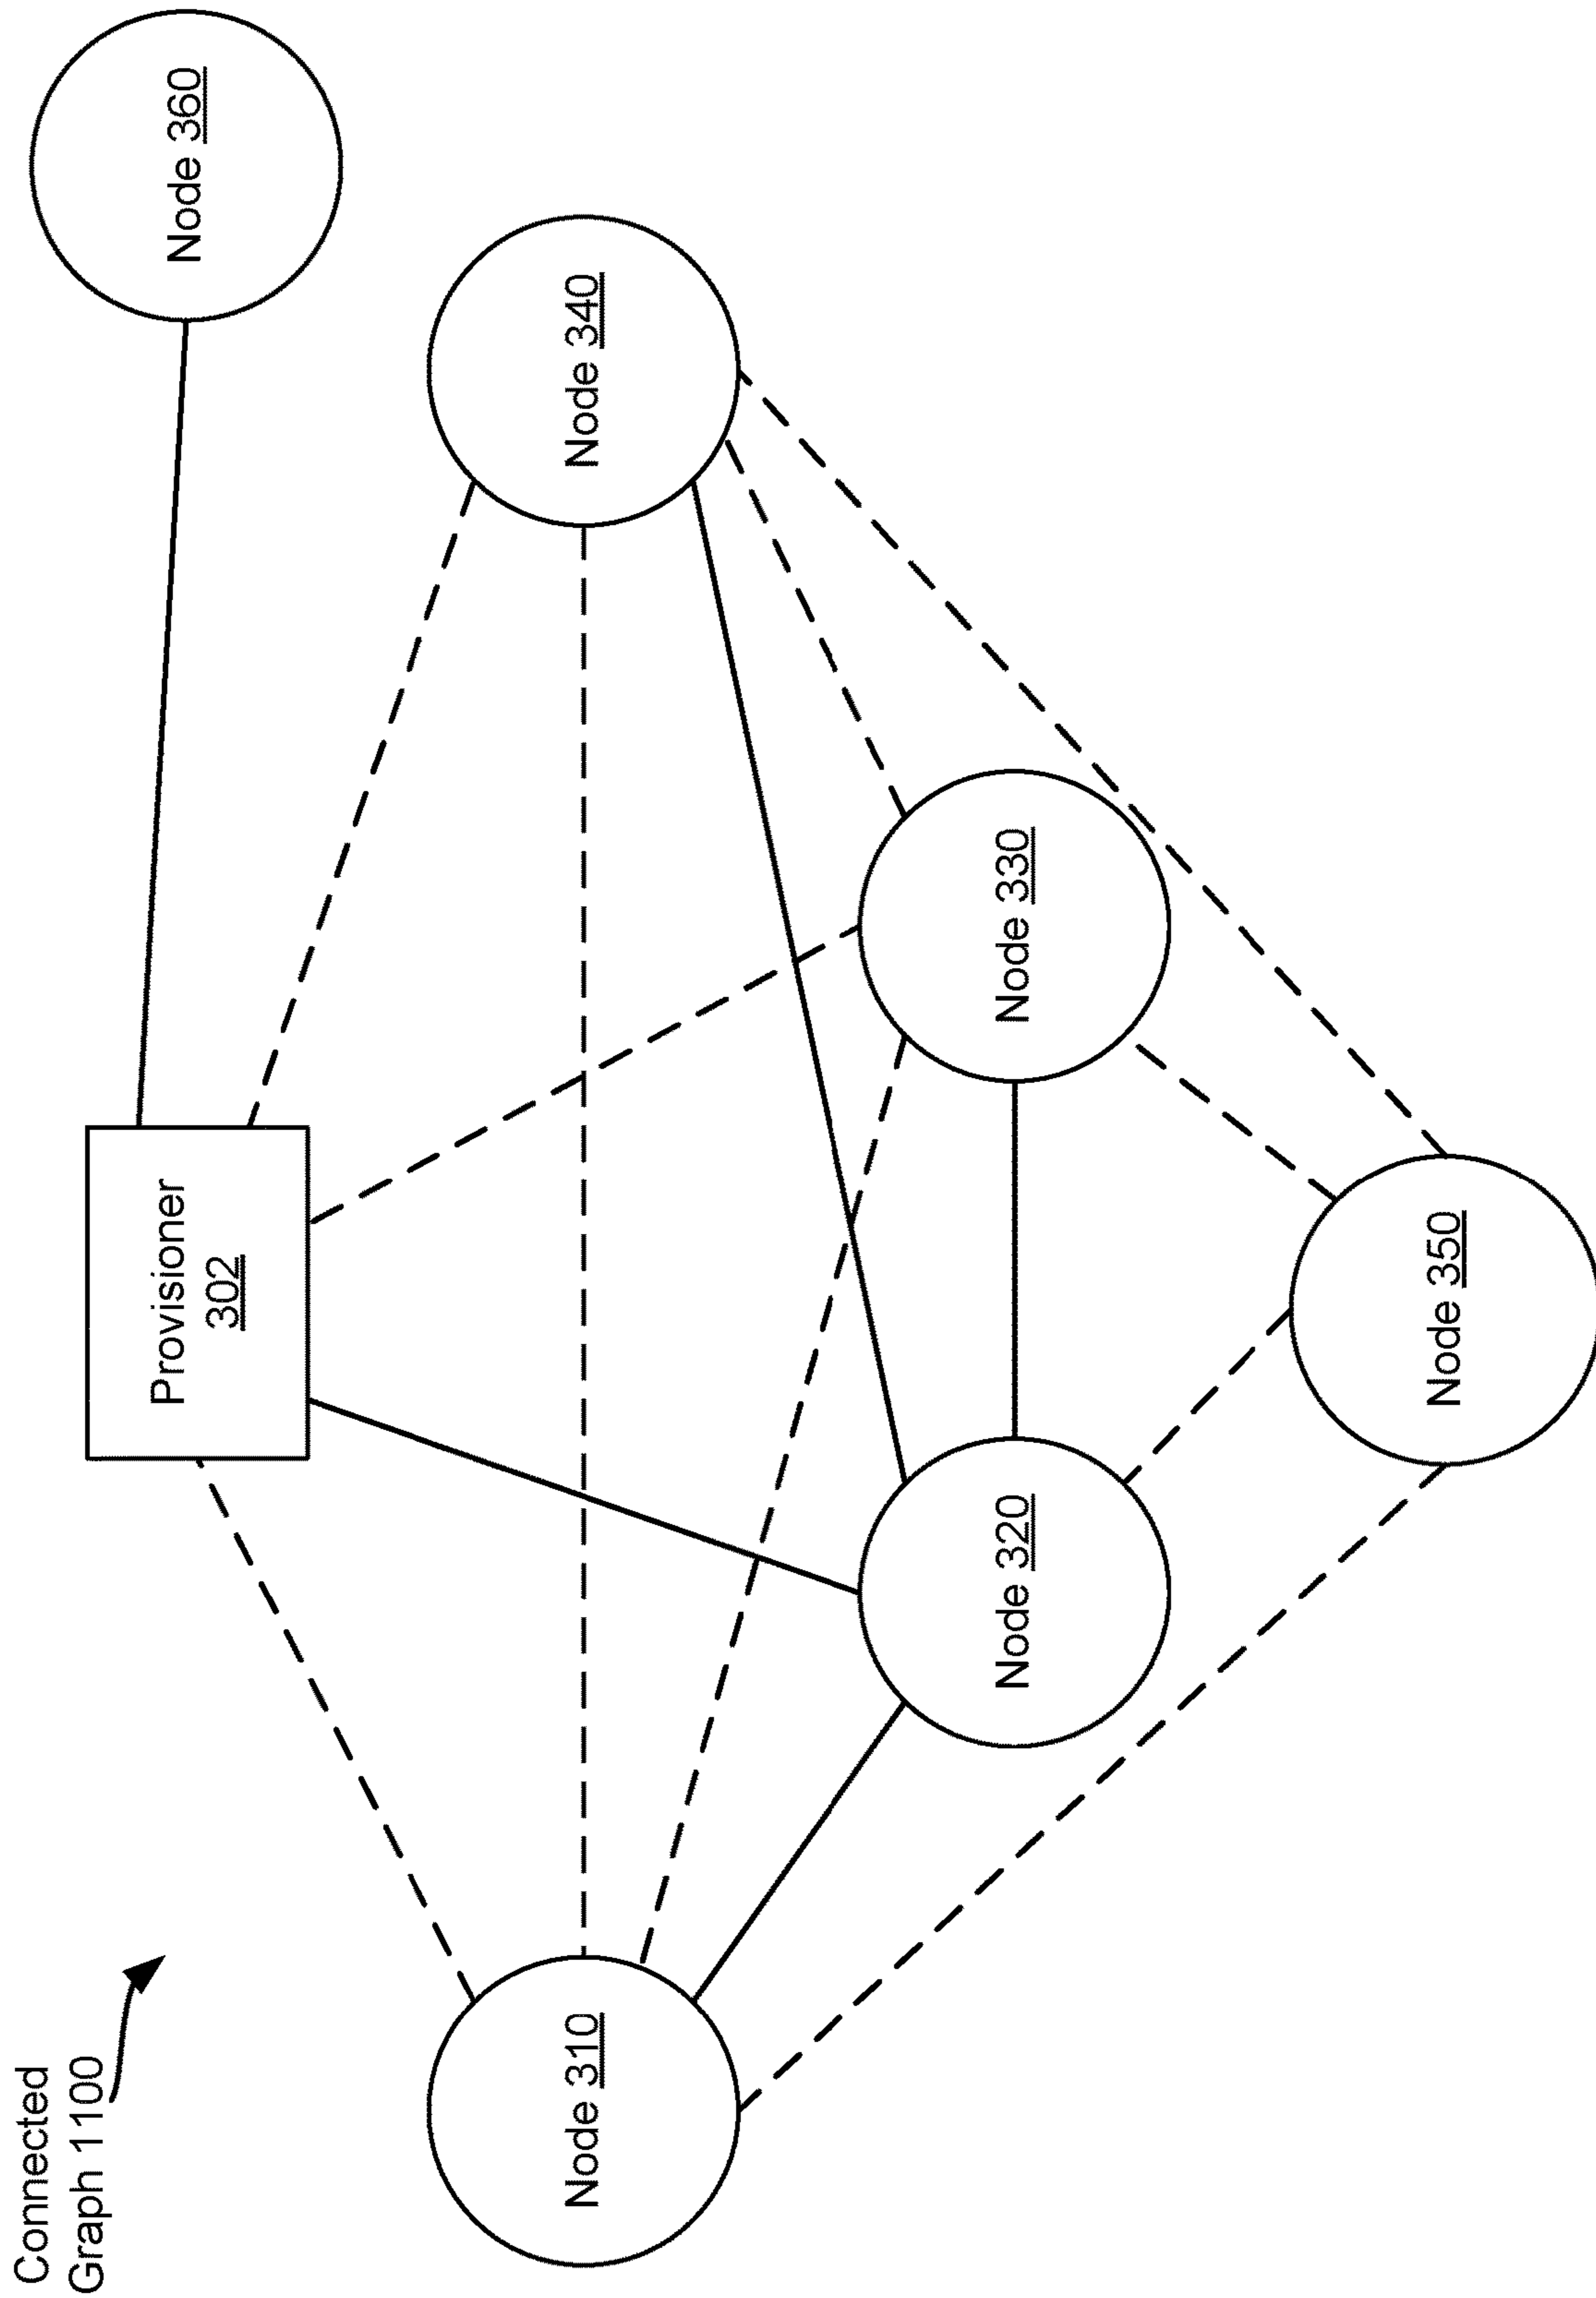 Connected
Graph 1100
Provisioner
302
Node 360
Node 310
Node 340
Node 320
Node 330
Node 350